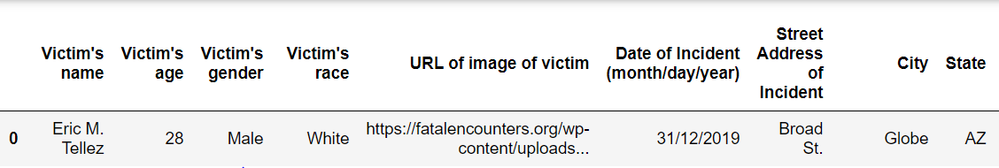 Victim's name Victim's age Victim's gender Victim's race URL of image of victim Date of Incident (month/day/year) Street Address of Incident City State
0 Eric M. Tellez 28 Male White https://fatalencounters.org/wp-content/uploads... 31/12/2019 Broad St. Globe AZ